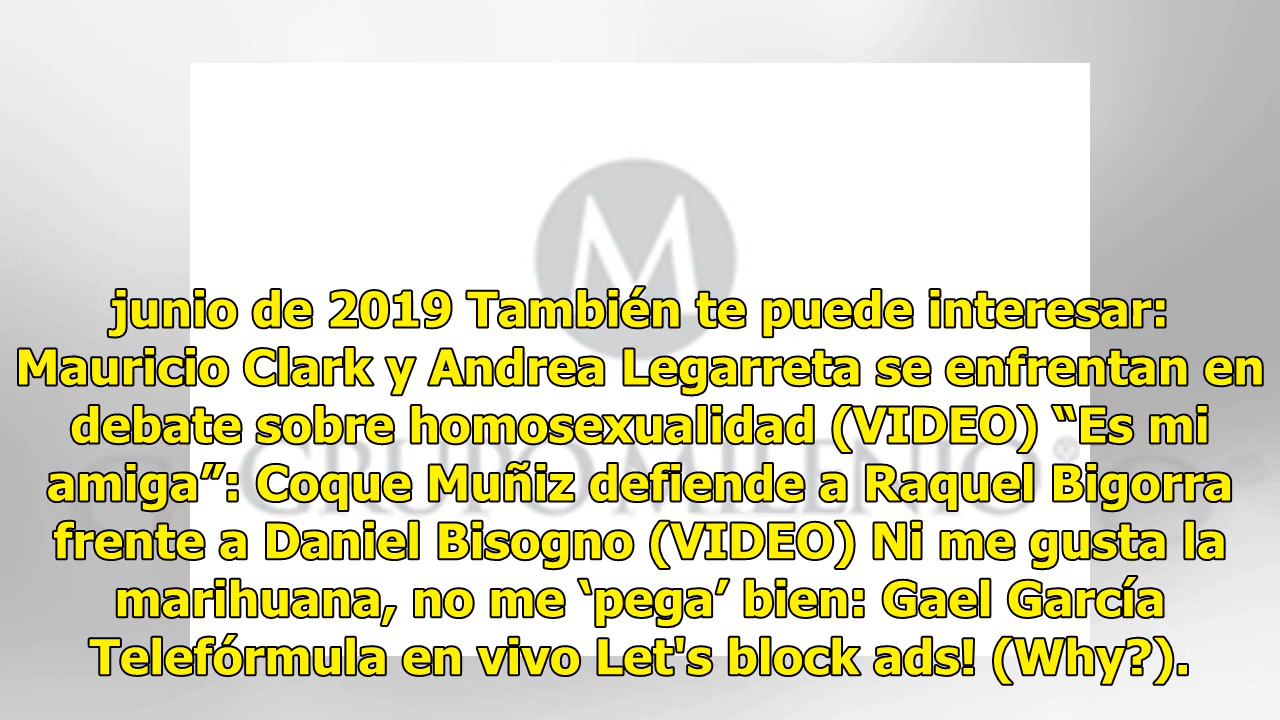 M
junio de 2019 También te puede interesar:
Mauricio Clark y Andrea Legarreta se enfrentan en
debate sobre homosexualidad (VIDEO) “Es mi
GRUPO MILENIO®
amiga”: Coque Muñiz defiende a Raquel Bigorra
frente a Daniel Bisogno (VIDEO) Ni me gusta la
marihuana, no me ‘pega’ bien: Gael García
Telefórmula en vivo Let's block ads! (Why?).